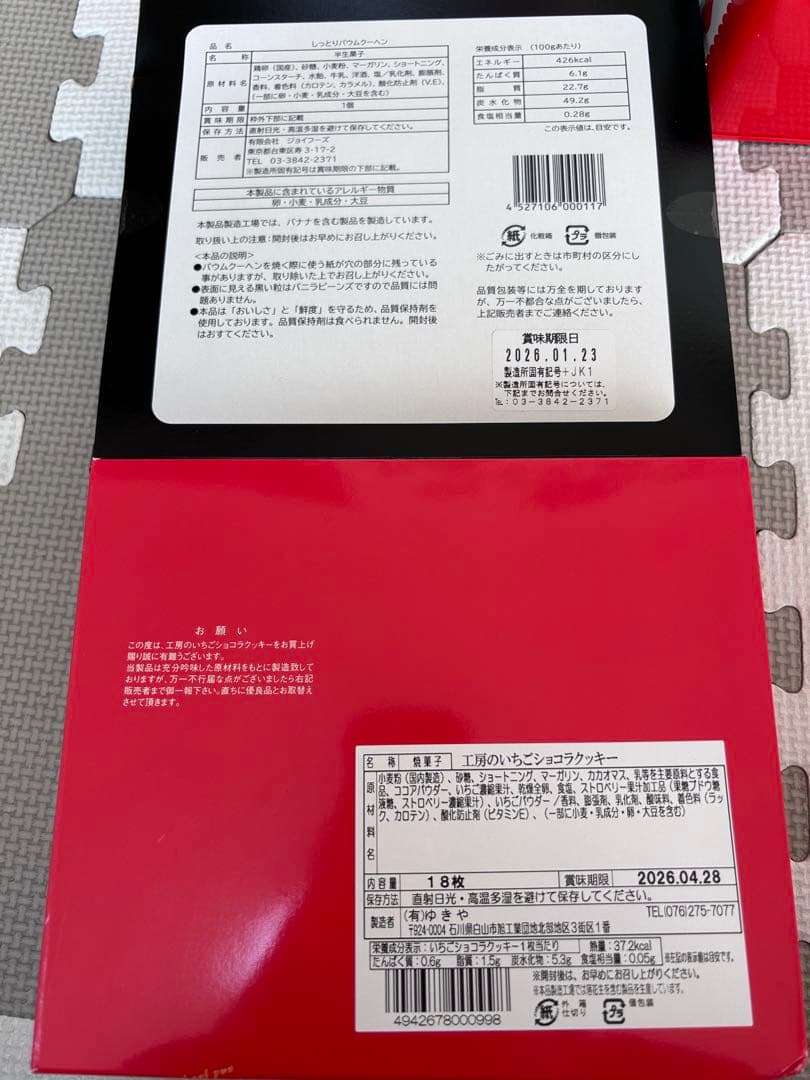 品名 しっとりバウムクーヘン
名称 半生菓子
原材料名 鶏卵(国産)、砂糖、小麦粉、マーガリン、ショートニング、
コーンスターチ、水飴、牛乳、洋酒、塩/乳化剤、膨脹剤、
香料、着色料(カロテン、カラメル)、酸化防止剤(V.E)、
(一部に卵・小麦・乳成分・大豆を含む)
内容量 1個
賞味期限 枠外下部に記載
保存方法 直射日光・高温多湿を避けて保存してください。
販売者 有限会社 ジョイフーズ
東京都台東区寿3-17-2
TEL 03-3842-2371
※製造所固有記号は賞味期限の下部に記載。
本製品に含まれているアレルギー物質
卵・小麦・乳成分・大豆
本製品製造工場では、バナナを含む製品を製造しています。
取り扱い上の注意:開封後はお早めにお召し上がりください。
<本品の説明>
●バウムクーヘンを焼く際に使う紙が穴の部分に残っている
事がありますが、取り除いた上でお召し上がりください。
●表面に見える黒い粒はバニラビーンズですので品質には問
題ありません。
●本品は「おいしさ」と「鮮度」を守るため、品質保持剤を
使用しております。品質保持剤は食べられません。開封後
はおすてください。
栄養成分表示 (100gあたり)
エネルギー 426kcal
たんぱく質 6.1g
脂質 22.7g
炭水化物 49.2g
食塩相当量 0.28g
この表示値は、目安です。
4 527106 000117
紙 化粧箱 プラ 個包装
※ごみに出すときは市町村の区分にし
たがってください。
品質包装等には万全を期しております
が、万一不都合な点がございましたら、
上記販売者までご連絡ください。
賞味期限日
2026.01.23
製造所固有記号+JK1
※製造所固有記号については、
下記までお問合せください。
℡:03-3842-2371
お願い
この度は、工房のいちごショコラクッキーをお買上げ
賜り誠に有難うございます。
当製品は充分吟味した原材料をもとに製造致して
おりますが、万一不行届な点がございましたら右記
販売者まで御一報下さい。直ちに優良品とお取替え
させて頂きます。
名称 焼菓子 工房のいちごショコラクッキー
原材料名 小麦粉(国内製造)、砂糖、ショートニング、マーガリン、カカオマス、乳等を主要原料とする食
品、ココアパウダー、いちご濃縮果汁、乾燥全卵、食塩、ストロベリー果汁加工品(果糖ブドウ糖
液糖、ストロベリー濃縮果汁)、いちごパウダー/香料、膨張剤、乳化剤、酸味料、着色料(ラッ
ク、カロテン)、酸化防止剤(ビタミンE)、(一部に小麦・乳成分・卵・大豆を含む)
内容量 18枚 賞味期限 2026.04.28
保存方法 直射日光・高温多湿を避けて保存してください。
製造者 (有)ゆきや TEL(076)275-7077
〒924-0004 石川県白山市旭工業団地北部地区3街区1番
栄養成分表示:いちごショコラクッキー1枚当たり 熱量:37.2kcal
たんぱく質:0.6g 脂質:1.5g 炭水化物:5.3g 食塩相当量:0.05g ※左記の表示値は目安です。
※開封後は、お早めにお召し上がりください。
※本品製造工場では落花生を含む製品を生産しています。
4942678000998
紙 外箱 仕切り プラ 個包装